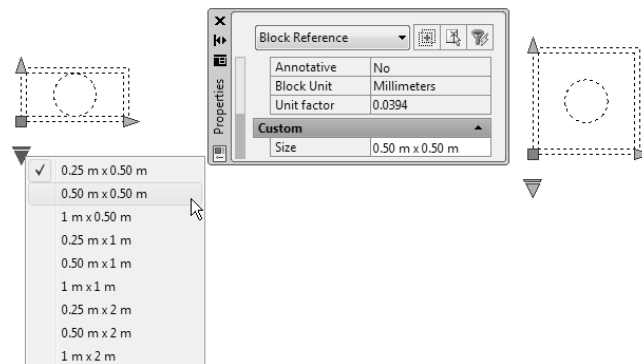 Block Reference
Annotative No
Block Unit Millimeters
Unit factor 0.0394
Custom
Size 0.50 m x 0.50 m
Properties
0.25 m x 0.50 m
0.50 m x 0.50 m
1 m x 0.50 m
0.25 m x 1 m
0.50 m x 1 m
1 m x 1 m
0.25 m x 2 m
0.50 m x 2 m
1 m x 2 m